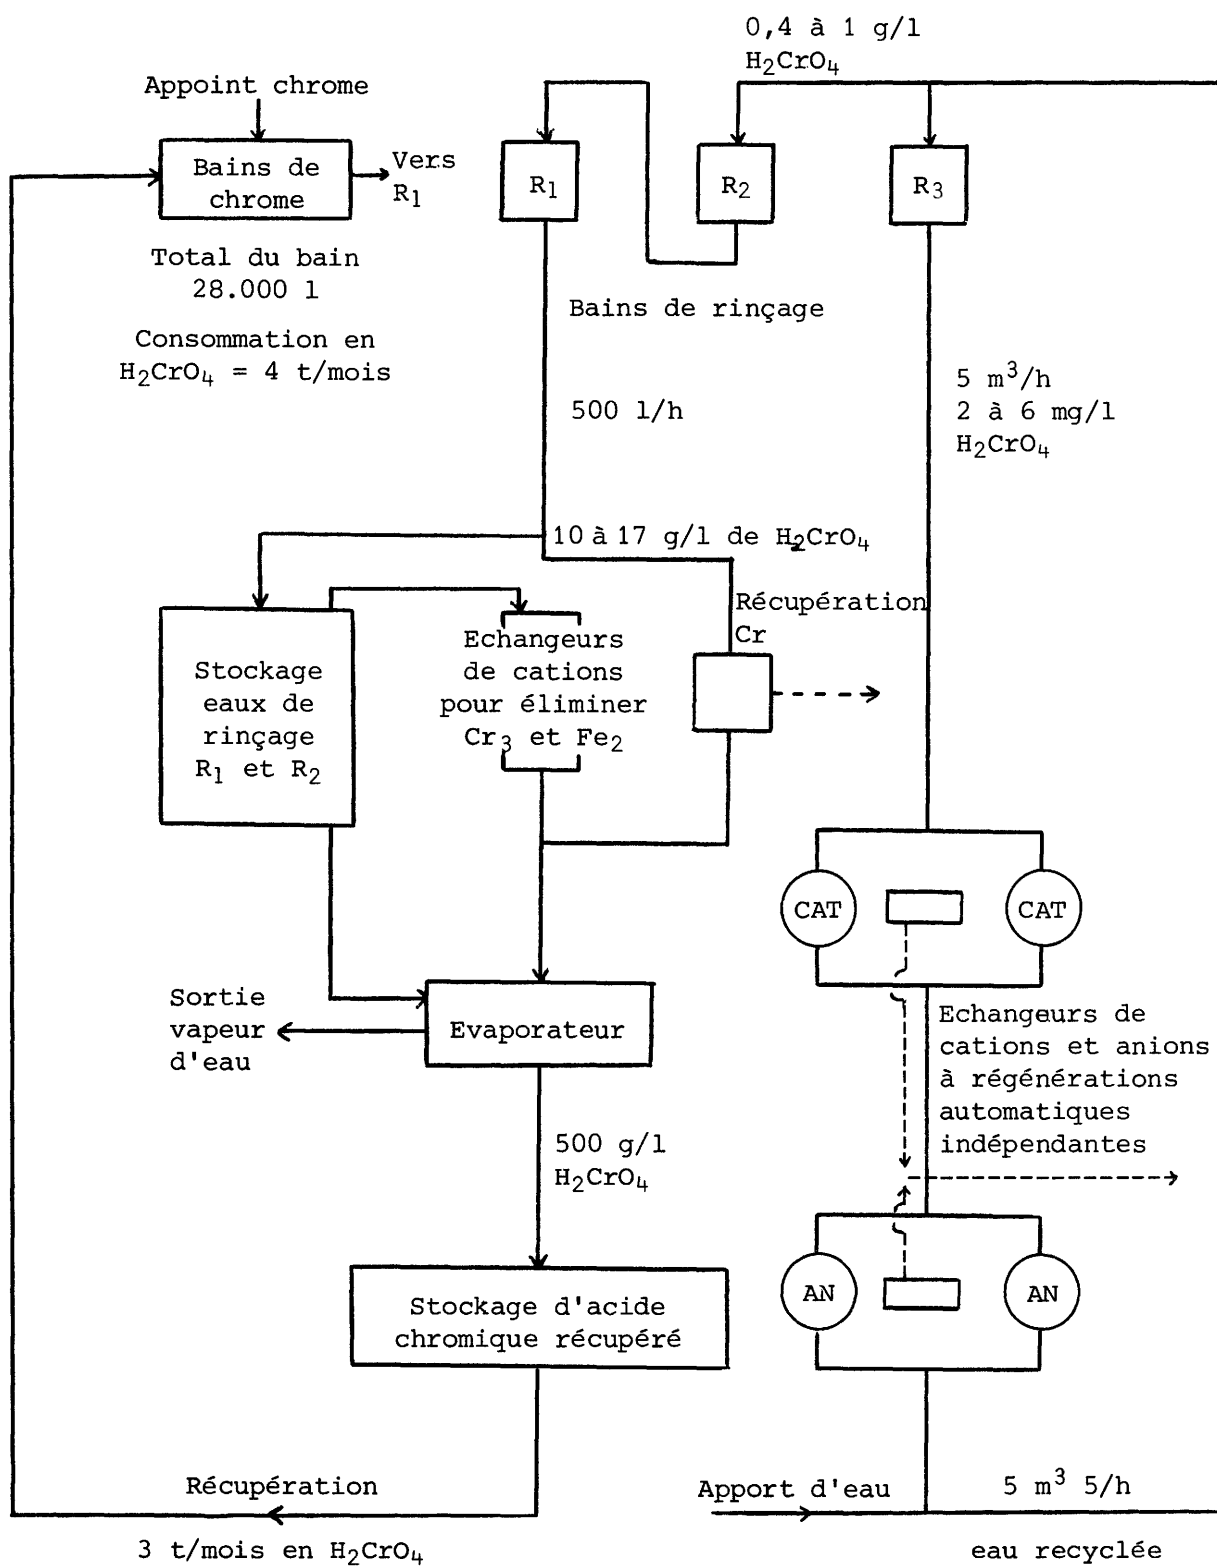 0,4 à 1 g/l
H₂CrO₄
Appoint chrome
Bains de
chrome
Vers
R₁
R₁
R₂
R₃
Total du bain
28.000 l
Consommation en
H₂CrO₄ = 4 t/mois
Bains de rinçage
500 l/h
5 m³/h
2 à 6 mg/l
H₂CrO₄
10 à 17 g/l de H₂CrO₄
Récupération
Cr
Stockage
eaux de
rinçage
R₁ et R₂
Echangeurs
de cations
pour éliminer
Cr₃ et Fe₂
CAT
CAT
Sortie
vapeur
d'eau
Evaporateur
Echangeurs de
cations et anions
à régénérations
automatiques
indépendantes
500 g/l
H₂CrO₄
AN
AN
Stockage d'acide
chromique récupéré
Récupération
3 t/mois en H₂CrO₄
Apport d'eau
5 m³ 5/h
eau recyclée